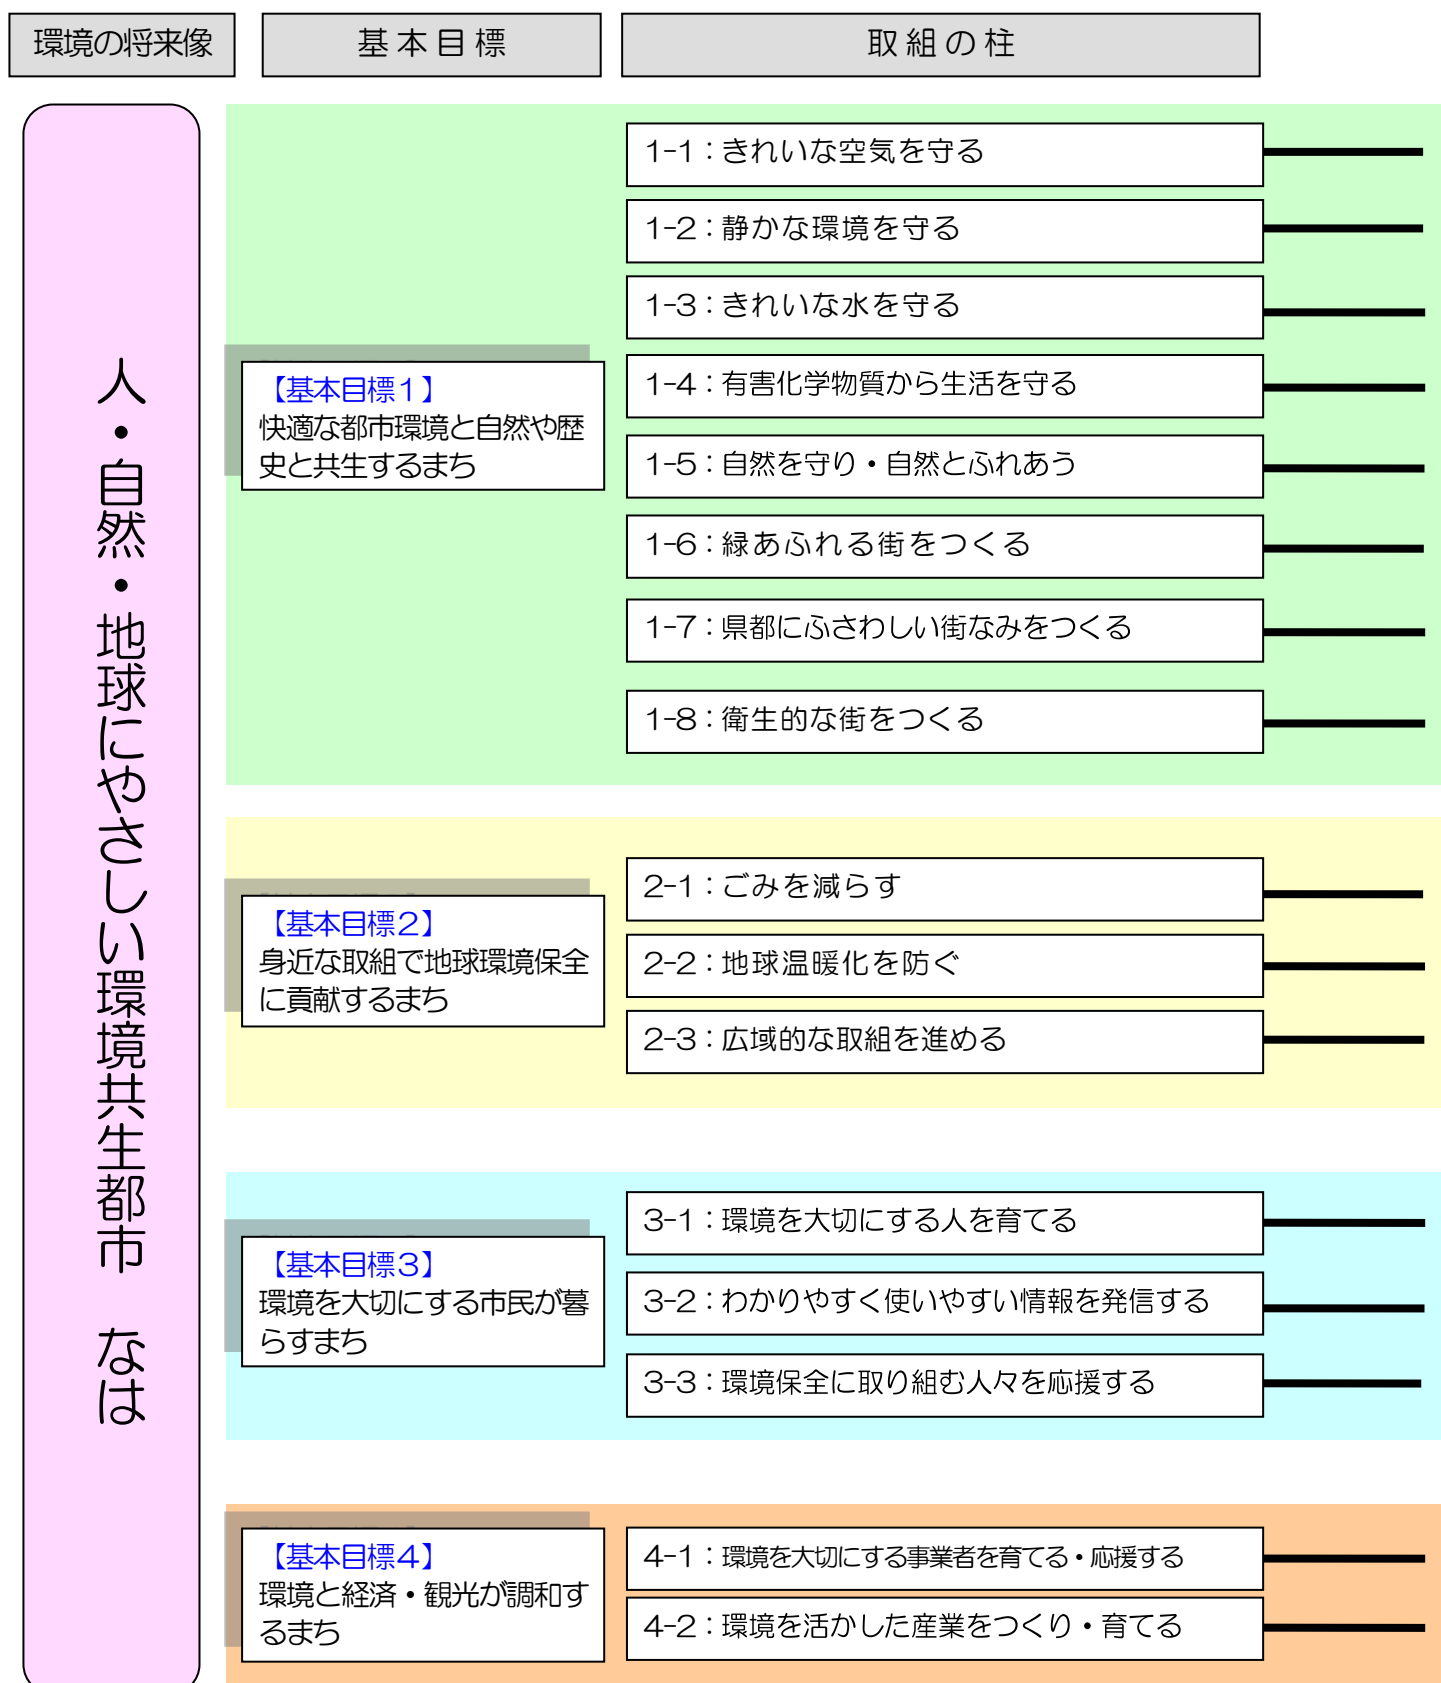 環境の将来像
基本目標
取組の柱
人・自然・地球にやさしい環境共生都市　なは
【基本目標１】
快適な都市環境と自然や歴
史と共生するまち
1-1：きれいな空気を守る
1-2：静かな環境を守る
1-3：きれいな水を守る
1-4：有害化学物質から生活を守る
1-5：自然を守り・自然とふれあう
1-6：緑あふれる街をつくる
1-7：県都にふさわしい街なみをつくる
1-8：衛生的な街をつくる
【基本目標２】
身近な取組で地球環境保全
に貢献するまち
2-1：ごみを減らす
2-2：地球温暖化を防ぐ
2-3：広域的な取組を進める
【基本目標３】
環境を大切にする市民が暮
らすまち
3-1：環境を大切にする人を育てる
3-2：わかりやすく使いやすい情報を発信する
3-3：環境保全に取り組む人々を応援する
【基本目標４】
環境と経済・観光が調和す
るまち
4-1：環境を大切にする事業者を育てる・応援する
4-2：環境を活かした産業をつくり・育てる